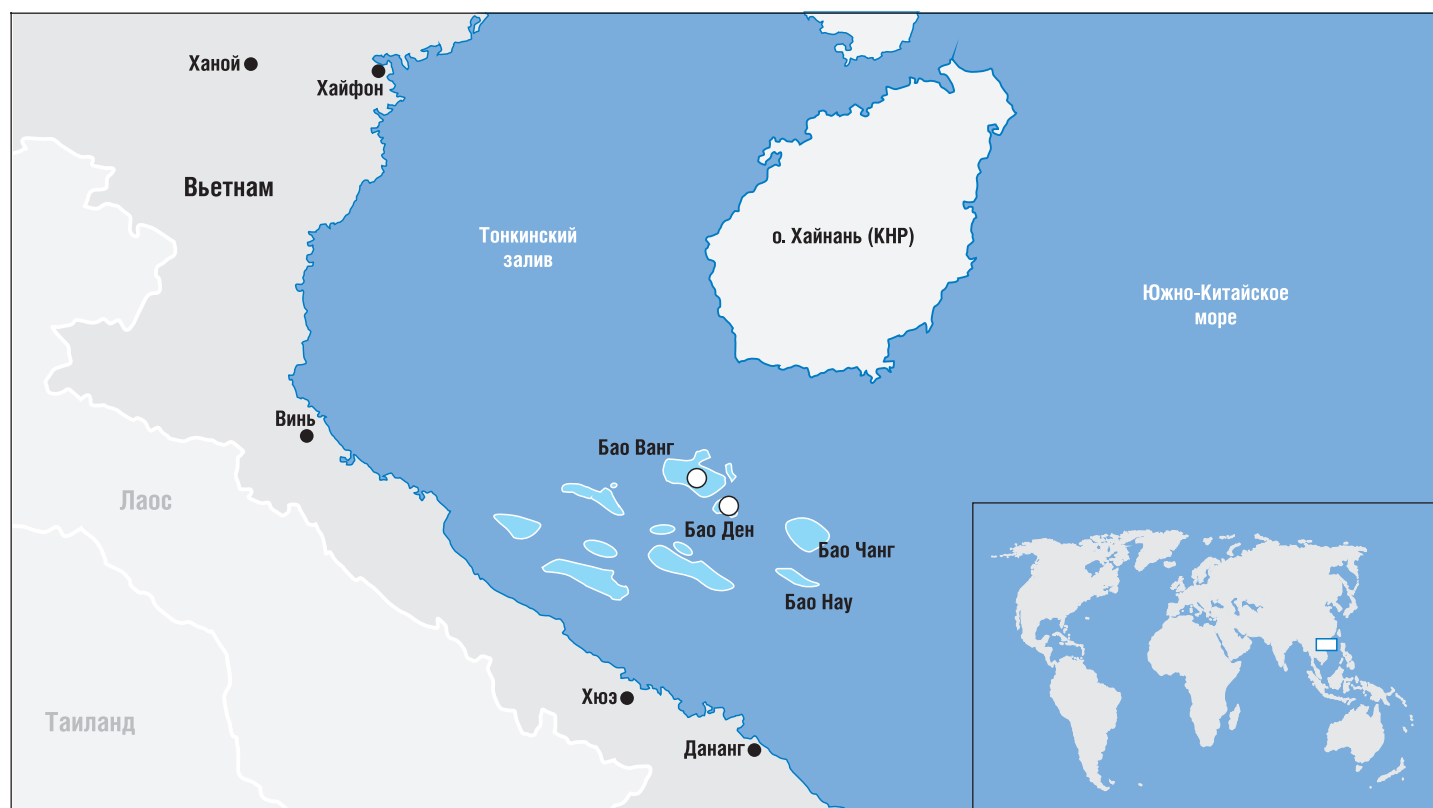 Ханой
Хайфон
Вьетнам
Тонкинский
залив
о. Хайнань (КНР)
Южно-Китайское
море
Винь
Бао Ванг
Лаос
Бао Ден
Бао Чанг
Бао Нау
Хюэ
Таиланд
Дананг